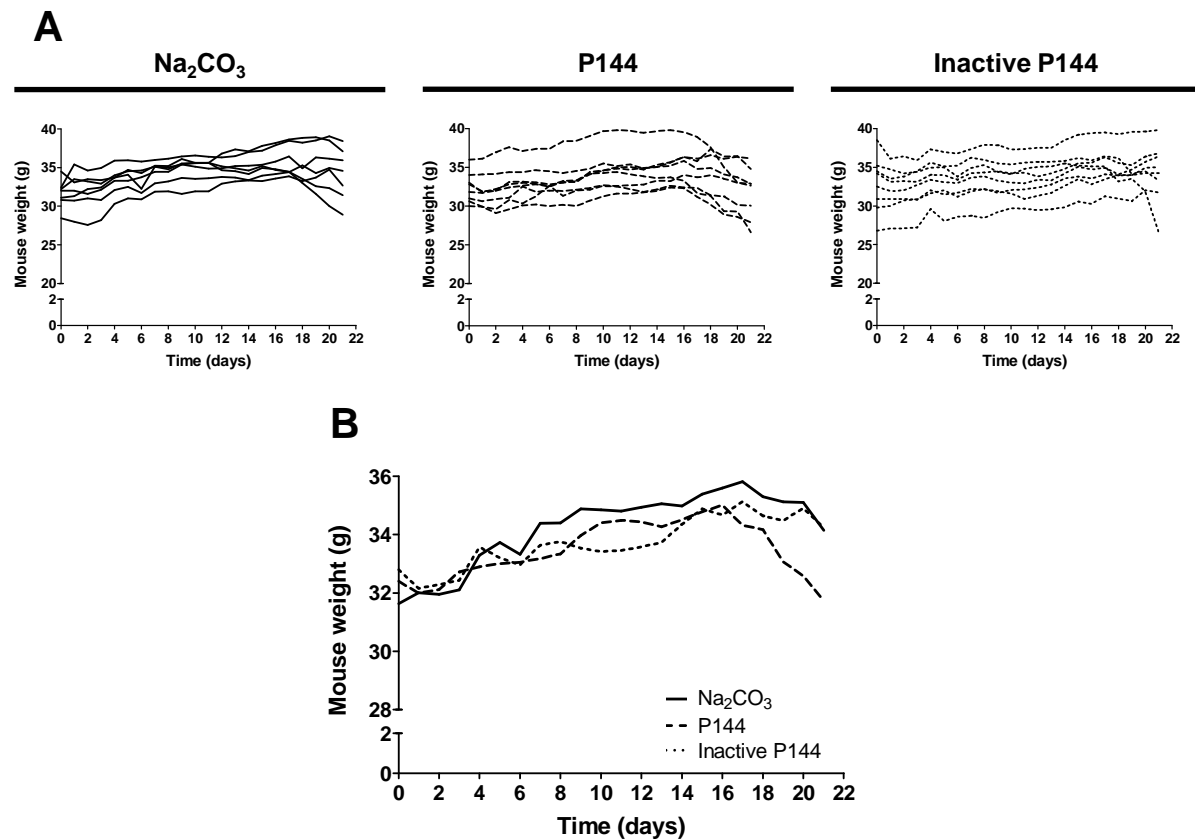 A
Na₂CO₃ P144 Inactive P144
40 40 40
35 35 35
30 30 30
25 25 25
20 20 20
2 2 2
0 0 0
Mouse weight (g) Mouse weight (g) Mouse weight (g)
0 2 4 6 8 10 12 14 16 18 20 22 0 2 4 6 8 10 12 14 16 18 20 22 0 2 4 6 8 10 12 14 16 18 20 22
Time (days) Time (days) Time (days)
B
36
34
32
30
28
2
0
Mouse weight (g)
Na₂CO₃
P144
Inactive P144
0 2 4 6 8 10 12 14 16 18 20 22
Time (days)